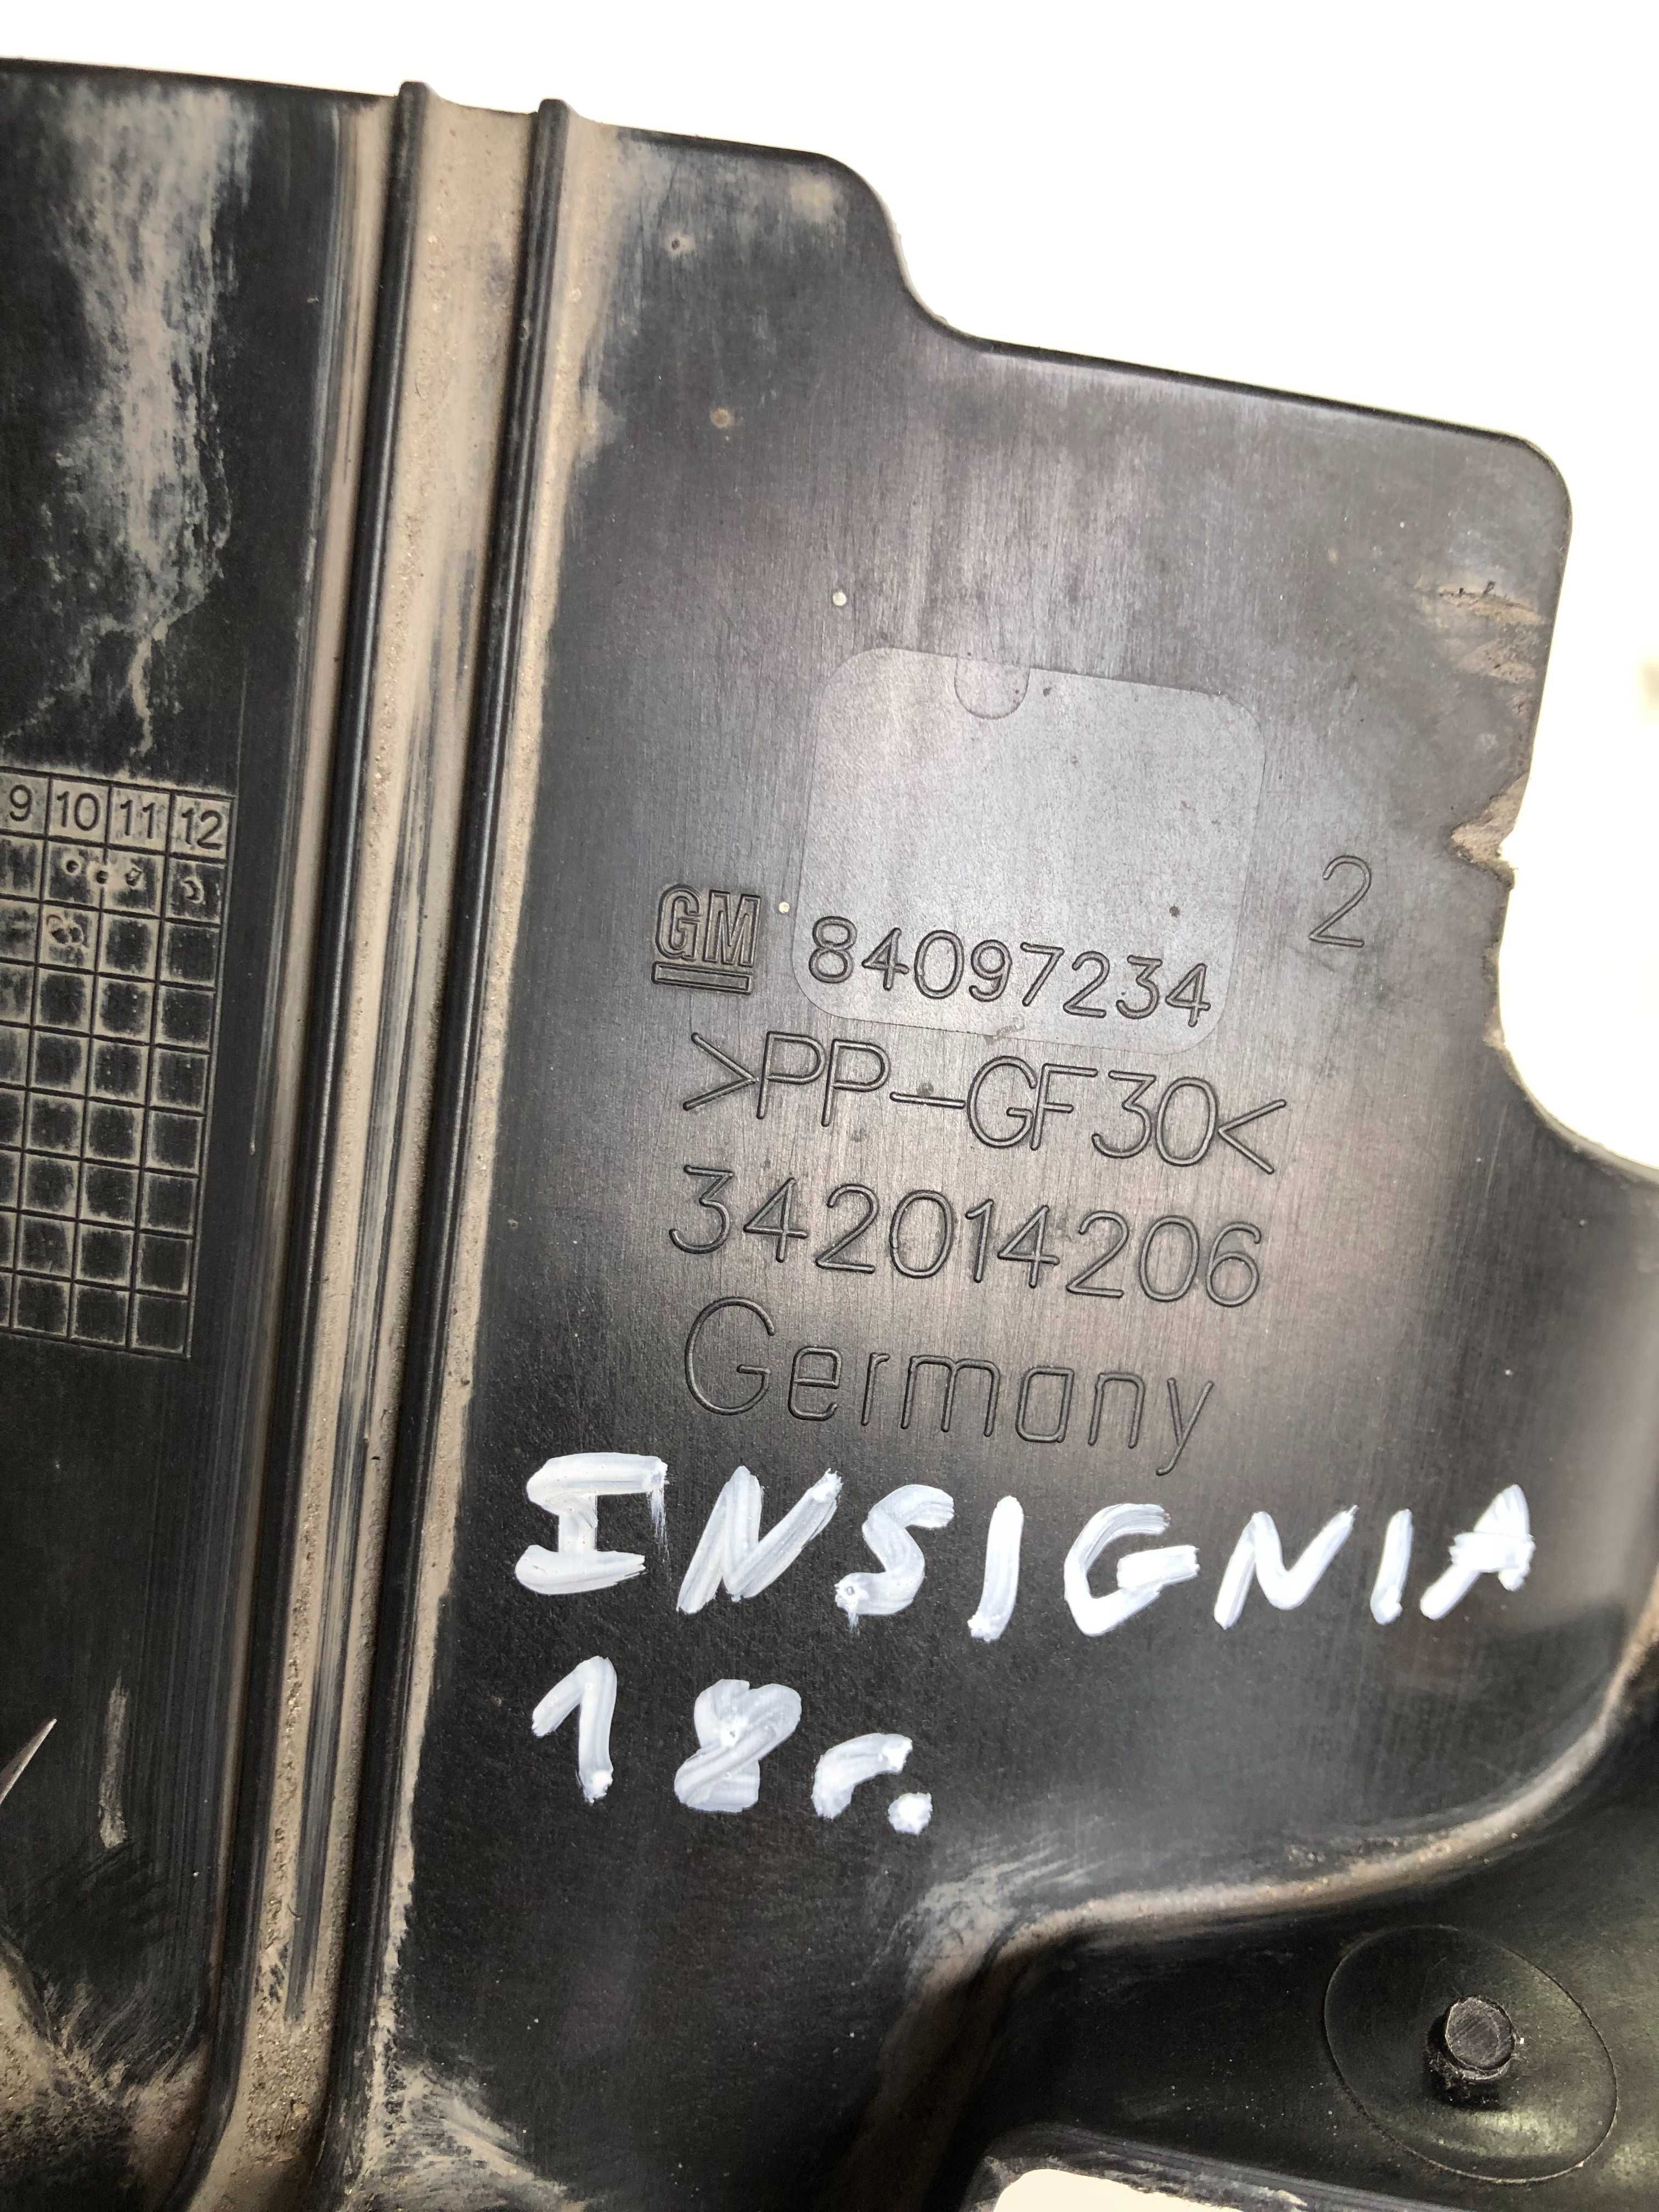 9 10 11 12
2
GM 84097234
>PP-GF30<
342014206
Germany
INSIGNIA
18г.